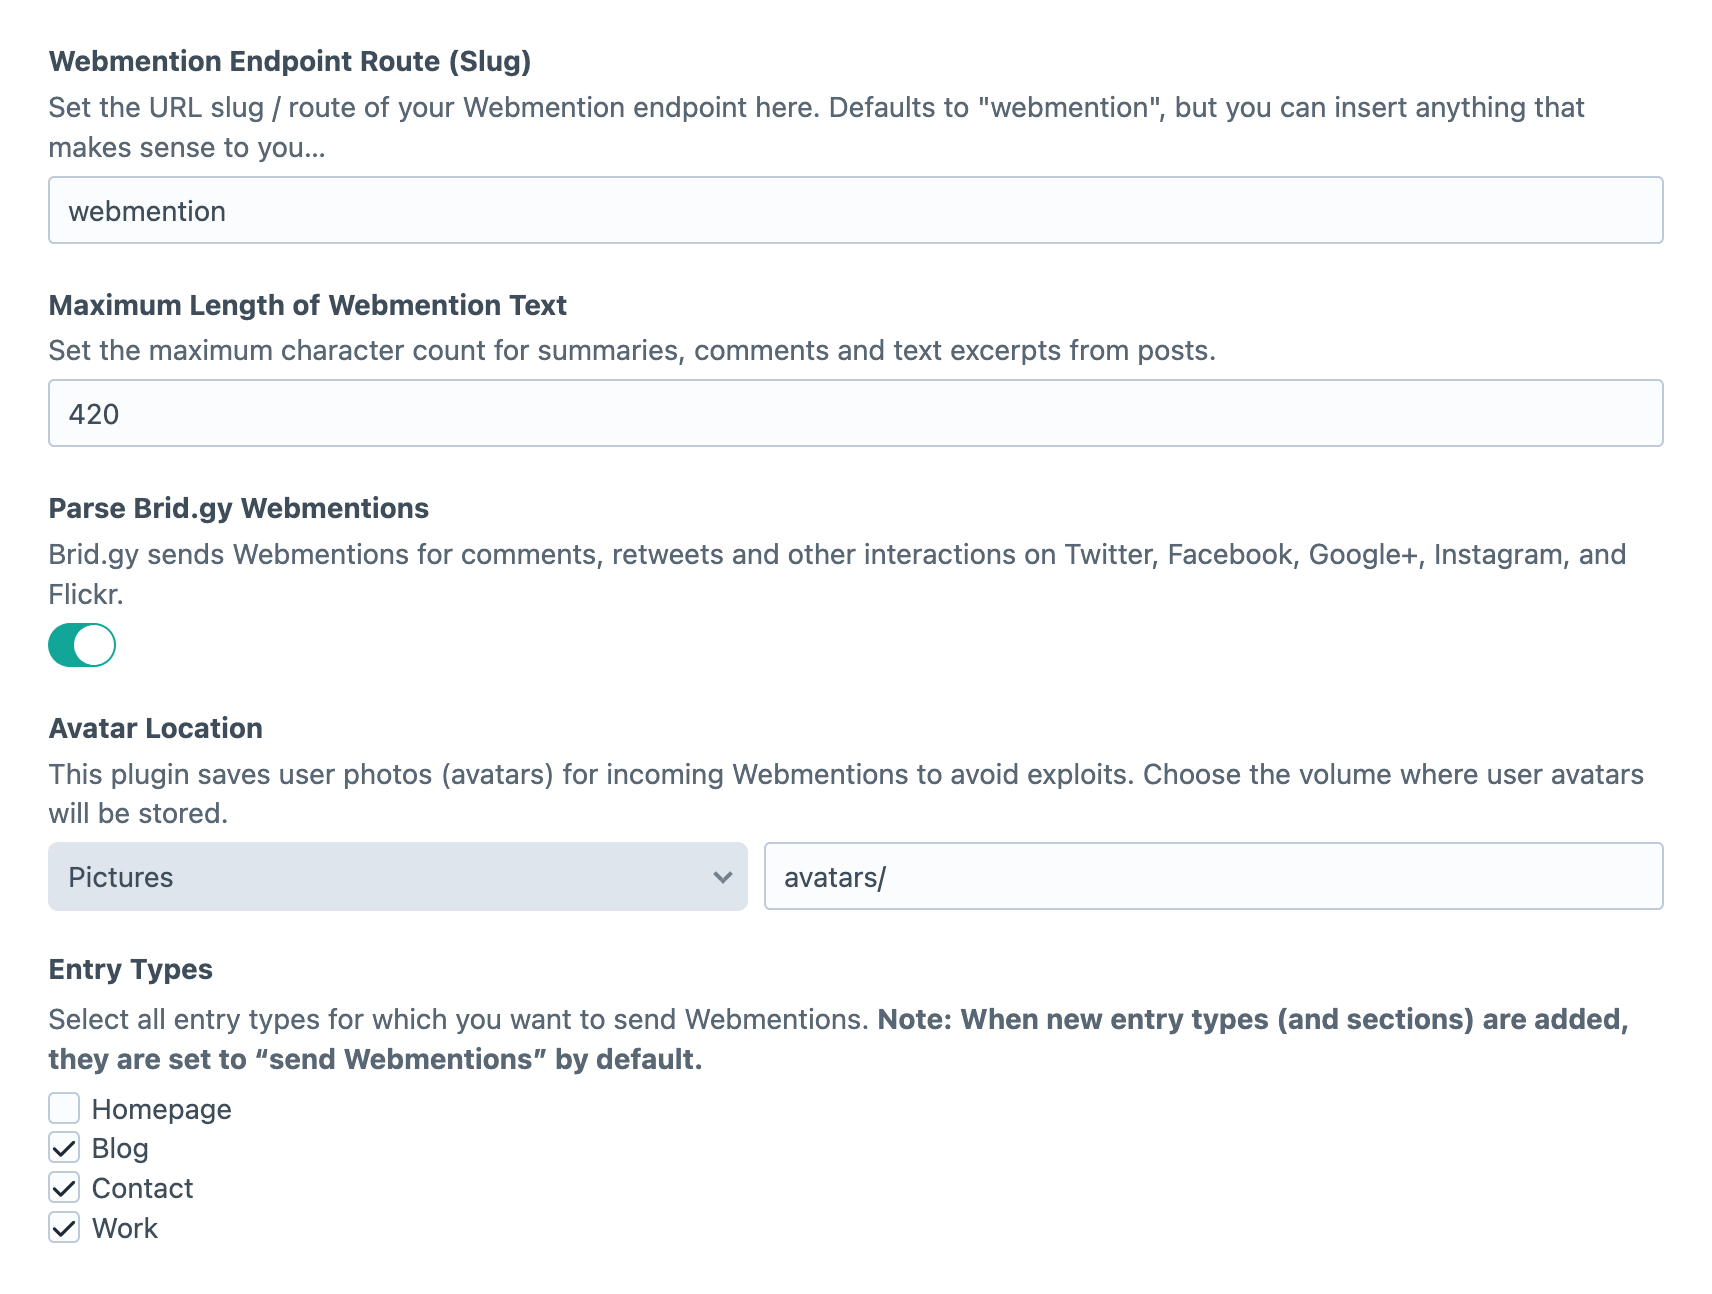 Webmention Endpoint Route (Slug)
Set the URL slug / route of your Webmention endpoint here. Defaults to "webmention", but you can insert anything that
makes sense to you...
webmention
Maximum Length of Webmention Text
Set the maximum character count for summaries, comments and text excerpts from posts.
420
Parse Brid.gy Webmentions
Brid.gy sends Webmentions for comments, retweets and other interactions on Twitter, Facebook, Google+, Instagram, and
Flickr.
Avatar Location
This plugin saves user photos (avatars) for incoming Webmentions to avoid exploits. Choose the volume where user avatars
will be stored.
Pictures
avatars/
Entry Types
Select all entry types for which you want to send Webmentions. Note: When new entry types (and sections) are added,
they are set to “send Webmentions” by default.
Homepage
Blog
Contact
Work